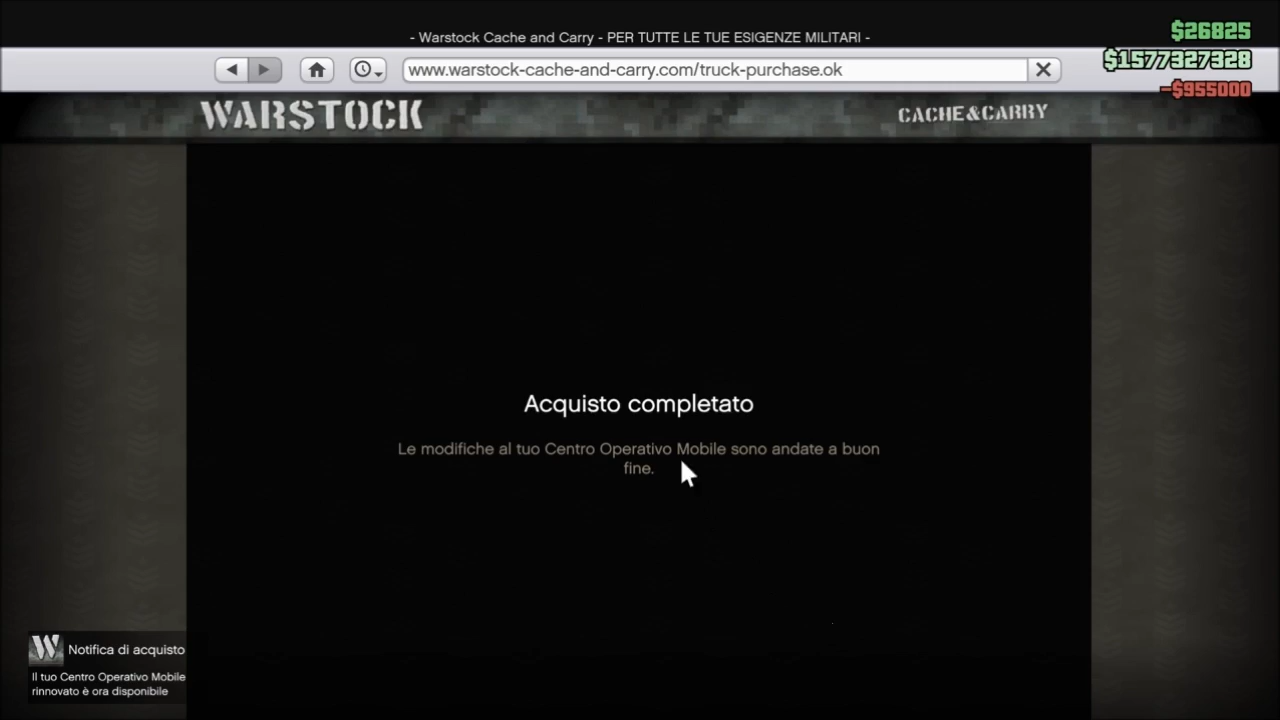 - Warstock Cache and Carry - PER TUTTE LE TUE ESIGENZE MILITARI -
$26825
$1577327328
-$955000
www.warstock-cache-and-carry.com/truck-purchase.ok
WARSTOCK
CACHE&CARRY
Acquisto completato
Le modifiche al tuo Centro Operativo Mobile sono andate a buon
fine.
W
Notifica di acquisto
Il tuo Centro Operativo Mobile
rinnovato è ora disponibile